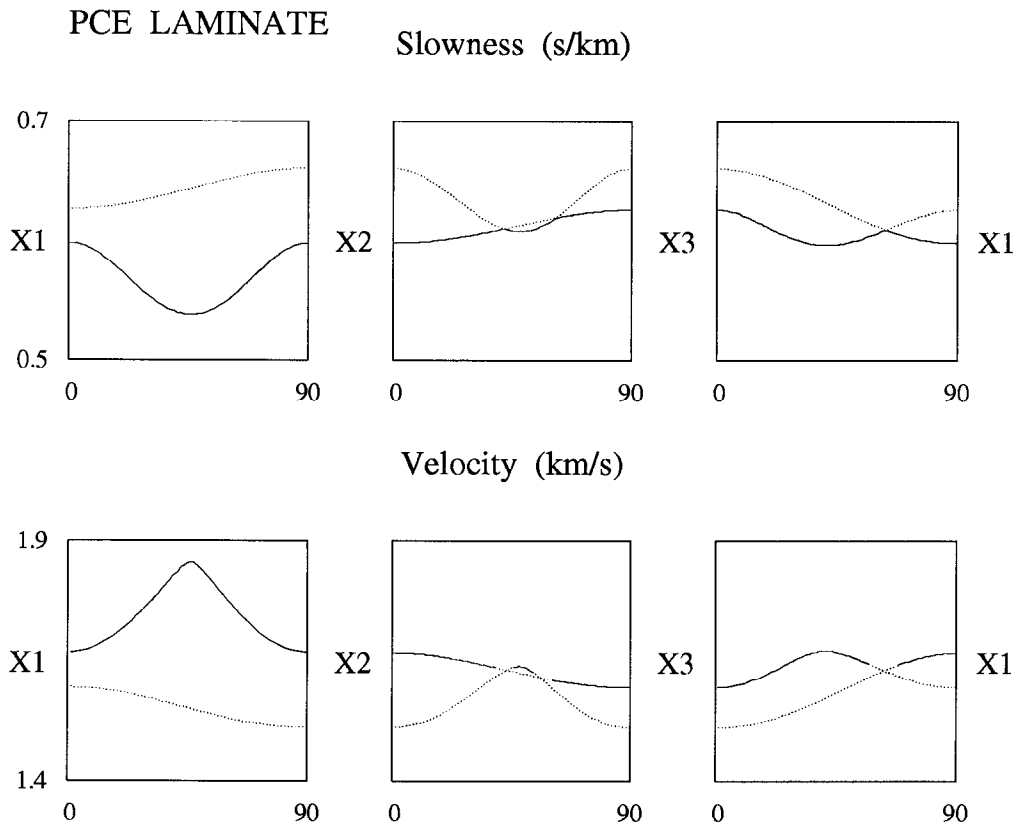 PCE LAMINATE
Slowness (s/km)
0.7
X1 X2 X3 X1
0.5
0 90 0 90 0 90
Velocity (km/s)
1.9
X1 X2 X3 X1
1.4
0 90 0 90 0 90